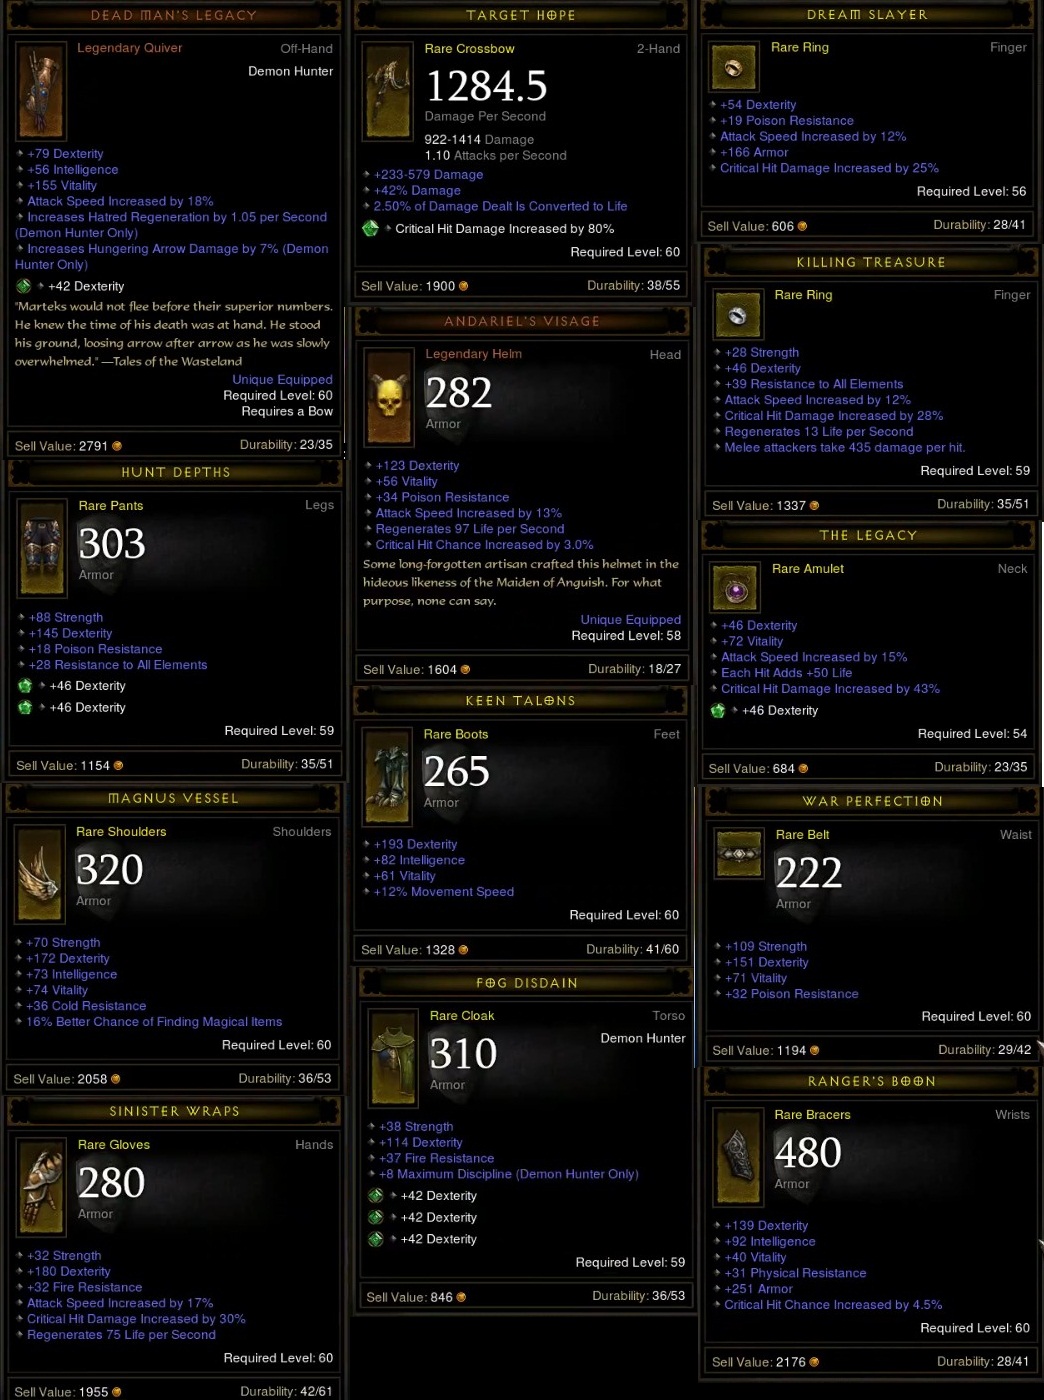 DEAD MAN'S LEGACY
Legendary Quiver
Off-Hand
Demon Hunter
+79 Dexterity
+56 Intelligence
+155 Vitality
Attack Speed Increased by 18%
Increases Hatred Regeneration by 1.05 per Second
(Demon Hunter Only)
Increases Hungering Arrow Damage by 7% (Demon
Hunter Only)
+42 Dexterity
"Marteks would not flee before their superior numbers.
He knew the time of his death was at hand. He stood
his ground, loosing arrow after arrow as he was slowly
overwhelmed." —Tales of the Wasteland
Unique Equipped
Required Level: 60
Requires a Bow
Sell Value: 2791
Durability: 23/35
HUNT DEPTHS
Rare Pants
Legs
303
Armor
+88 Strength
+145 Dexterity
+18 Poison Resistance
+28 Resistance to All Elements
+46 Dexterity
+46 Dexterity
Required Level: 59
Sell Value: 1154
Durability: 35/51
MAGNUS VESSEL
Rare Shoulders
Shoulders
320
Armor
+70 Strength
+172 Dexterity
+73 Intelligence
+74 Vitality
+36 Cold Resistance
16% Better Chance of Finding Magical Items
Required Level: 60
Sell Value: 2058
Durability: 36/53
SINISTER WRAPS
Rare Gloves
Hands
280
Armor
+32 Strength
+180 Dexterity
+32 Fire Resistance
Attack Speed Increased by 17%
Critical Hit Damage Increased by 30%
Regenerates 75 Life per Second
Required Level: 60
Sell Value: 1955
Durability: 42/61
TARGET HOPE
Rare Crossbow
2-Hand
1284.5
Damage Per Second
922-1414 Damage
1.10 Attacks per Second
+233-579 Damage
+42% Damage
2.50% of Damage Dealt Is Converted to Life
Critical Hit Damage Increased by 80%
Required Level: 60
Sell Value: 1900
Durability: 38/55
ANDARIEL'S VISAGE
Legendary Helm
Head
282
Armor
+123 Dexterity
+56 Vitality
+34 Poison Resistance
Attack Speed Increased by 13%
Regenerates 97 Life per Second
Critical Hit Chance Increased by 3.0%
Some long-forgotten artisan crafted this helmet in the
hideous likeness of the Maiden of Anguish. For what
purpose, none can say.
Unique Equipped
Required Level: 58
Sell Value: 1604
Durability: 18/27
KEEN TALONS
Rare Boots
Feet
265
Armor
+193 Dexterity
+82 Intelligence
+61 Vitality
+12% Movement Speed
Required Level: 60
Sell Value: 1328
Durability: 41/60
FOG DISDAIN
Rare Cloak
Torso
Demon Hunter
310
Armor
+38 Strength
+114 Dexterity
+37 Fire Resistance
+8 Maximum Discipline (Demon Hunter Only)
+42 Dexterity
+42 Dexterity
+42 Dexterity
Required Level: 59
Sell Value: 846
Durability: 36/53
DREAM SLAYER
Rare Ring
Finger
+54 Dexterity
+19 Poison Resistance
Attack Speed Increased by 12%
+166 Armor
Critical Hit Damage Increased by 25%
Required Level: 56
Sell Value: 606
Durability: 28/41
KILLING TREASURE
Rare Ring
Finger
+28 Strength
+46 Dexterity
+39 Resistance to All Elements
Attack Speed Increased by 12%
Critical Hit Damage Increased by 28%
Regenerates 13 Life per Second
Melee attackers take 435 damage per hit.
Required Level: 59
Sell Value: 1337
Durability: 35/51
THE LEGACY
Rare Amulet
Neck
+46 Dexterity
+72 Vitality
Attack Speed Increased by 15%
Each Hit Adds +50 Life
Critical Hit Damage Increased by 43%
+46 Dexterity
Required Level: 54
Sell Value: 684
Durability: 23/35
WAR PERFECTION
Rare Belt
Waist
222
Armor
+109 Strength
+151 Dexterity
+71 Vitality
+32 Poison Resistance
Required Level: 60
Sell Value: 1194
Durability: 29/42
RANGER'S BOON
Rare Bracers
Wrists
480
Armor
+139 Dexterity
+92 Intelligence
+40 Vitality
+31 Physical Resistance
+251 Armor
Critical Hit Chance Increased by 4.5%
Required Level: 60
Sell Value: 2176
Durability: 28/41